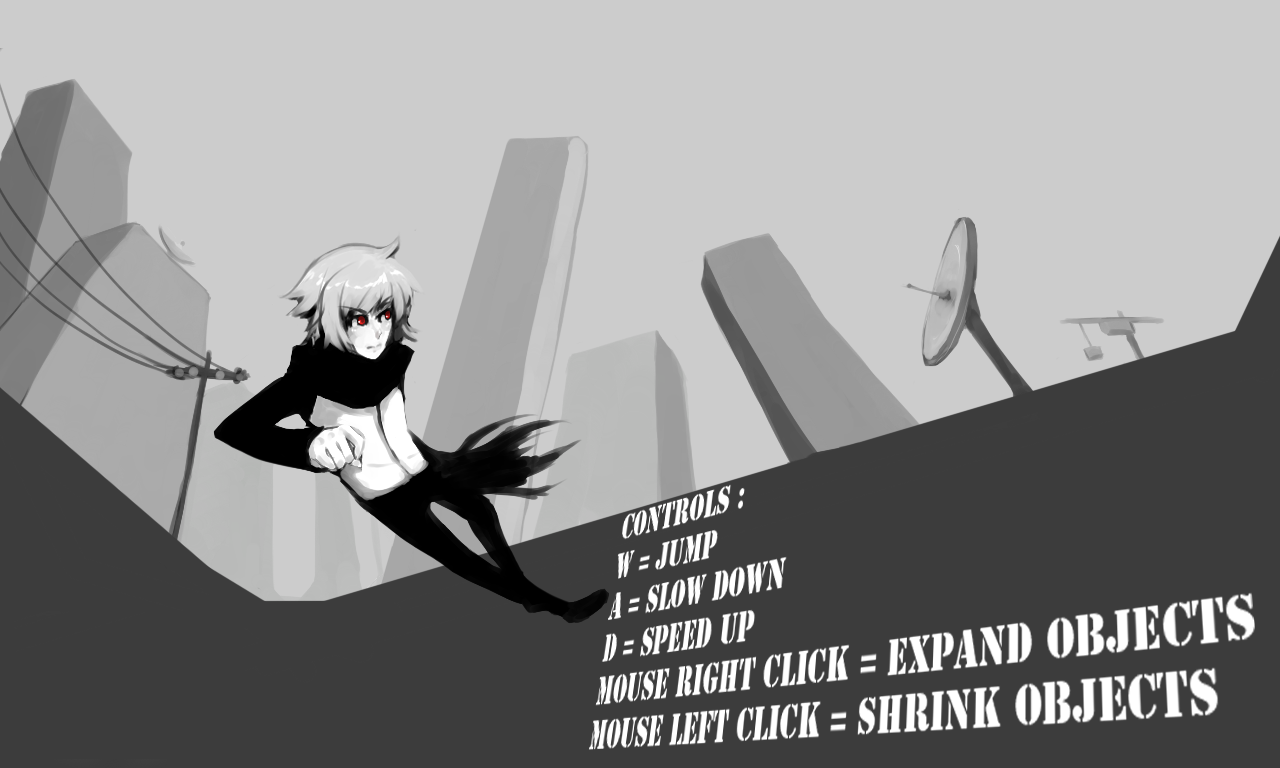 CONTROLS :
W = JUMP
A = SLOW DOWN
D = SPEED UP
MOUSE RIGHT CLICK = EXPAND OBJECTS
MOUSE LEFT CLICK = SHRINK OBJECTS